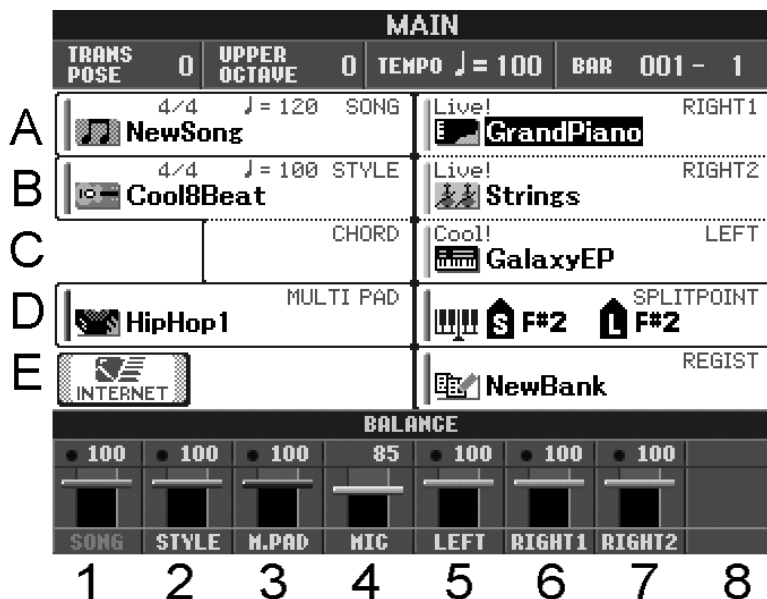 MAIN
TRANS POSE 0 UPPER OCTAVE 0 TEMPO ♩= 100 BAR 001 - 1
A 4/4 ♩= 120 SONG
NewSong
Live! RIGHT1
GrandPiano
B 4/4 ♩= 100 STYLE
Cool8Beat
Live! RIGHT2
Strings
C CHORD
Cool! LEFT
GalaxyEP
D MULTI PAD
HipHop1
SPLITPOINT
S F#2 L F#2
E INTERNET
REGIST
NewBank
BALANCE
100 100 100 85 100 100 100
SONG STYLE M.PAD MIC LEFT RIGHT1 RIGHT2
1 2 3 4 5 6 7 8